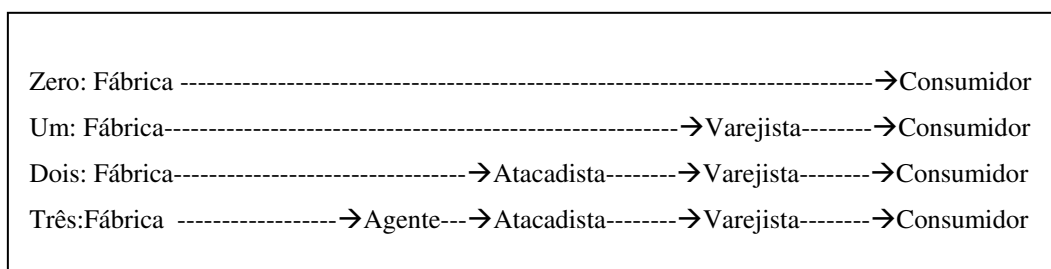 Zero: Fábrica --------------------------------------------------------------------------------→Consumidor
Um: Fábrica-----------------------------------------------------------→Varejista--------→Consumidor
Dois: Fábrica----------------------------------→Atacadista--------→Varejista--------→Consumidor
Três:Fábrica ------------------→Agente---→Atacadista--------→Varejista--------→Consumidor